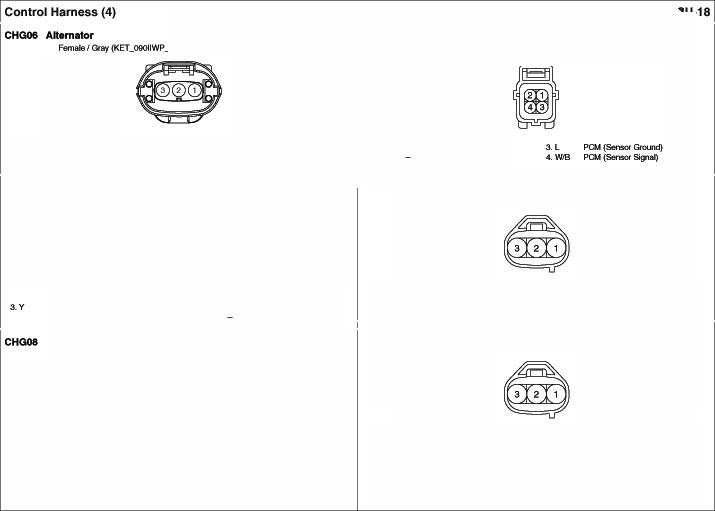 Control Harness (4)
18
CHG06 Alternator
Female / Gray (KET_090IIWP_
3 2 1
2 1
4 3
3. L PCM (Sensor Ground)
4. W/B PCM (Sensor Signal)
3 2 1
3. Y
CHG08
3 2 1